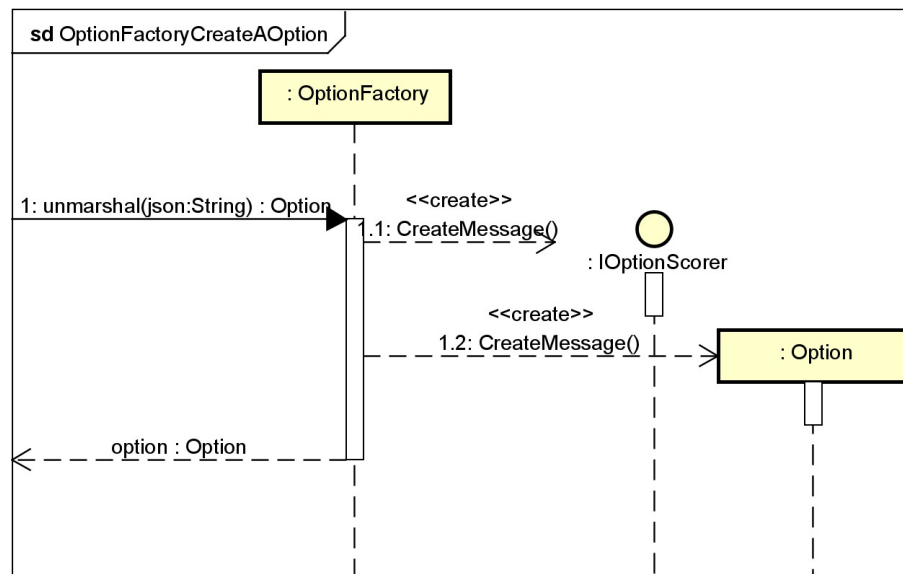 sd OptionFactoryCreateAOption
: OptionFactory
1: unmarshal(json:String) : Option
<<create>>
1.1: CreateMessage()
: IOptionScorer
<<create>>
1.2: CreateMessage()
: Option
option : Option